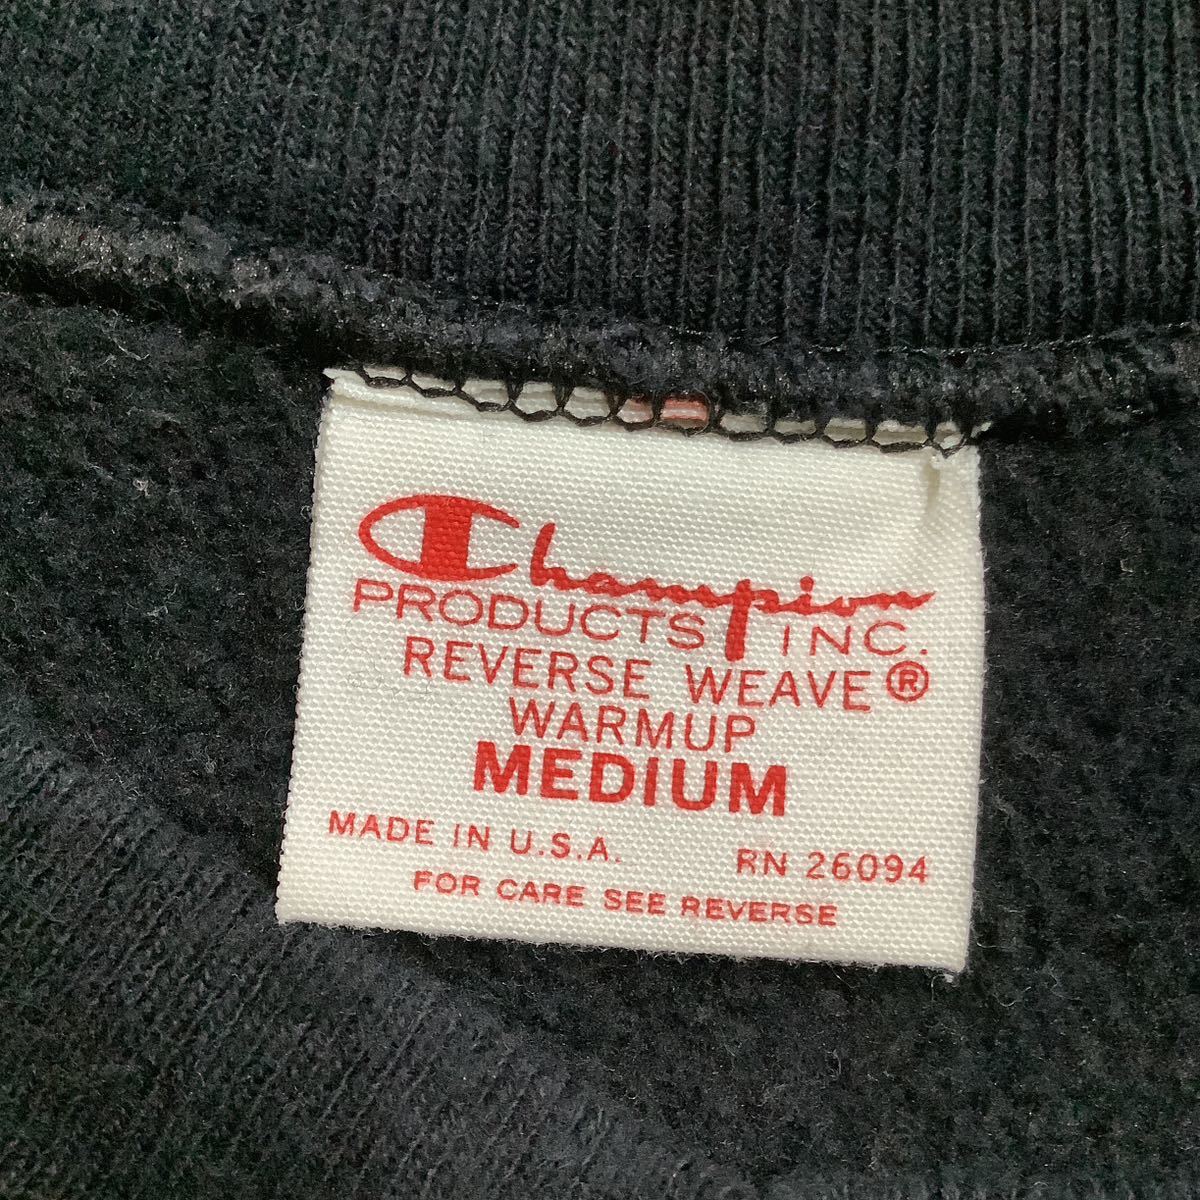 Champion
PRODUCTS INC.
REVERSE WEAVE®
WARMUP
MEDIUM
MADE IN U.S.A. RN 26094
FOR CARE SEE REVERSE